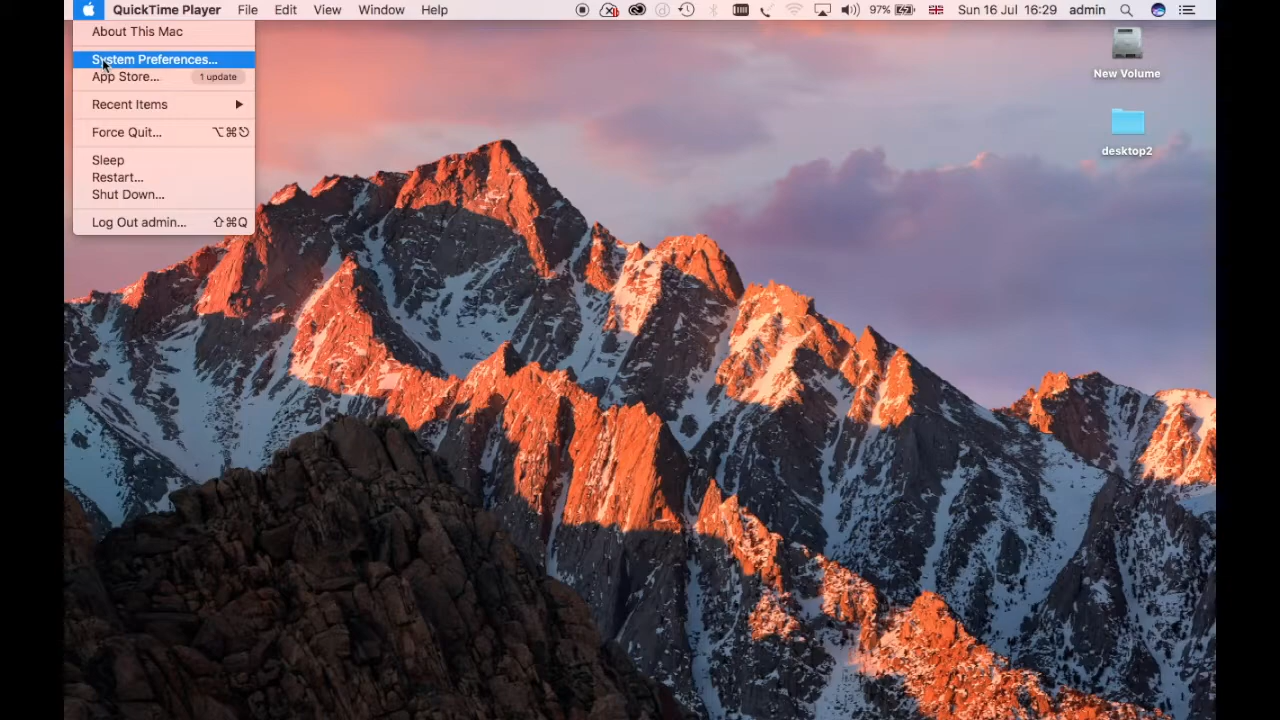 QuickTime Player File Edit View Window Help 97% Sun 16 Jul 16:29 admin
About This Mac
System Preferences...
App Store... 1 update
Recent Items
Force Quit... ⌥⌘⎋
Sleep
Restart...
Shut Down...
Log Out admin... ⇧⌘Q
New Volume
desktop2